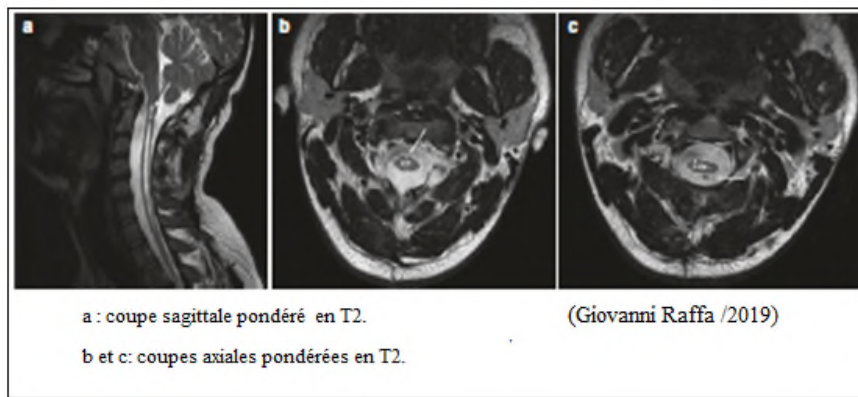 a b c
a : coupe sagittale pondéré en T2. (Giovanni Raffa /2019)
b et c: coupes axiales pondérées en T2.